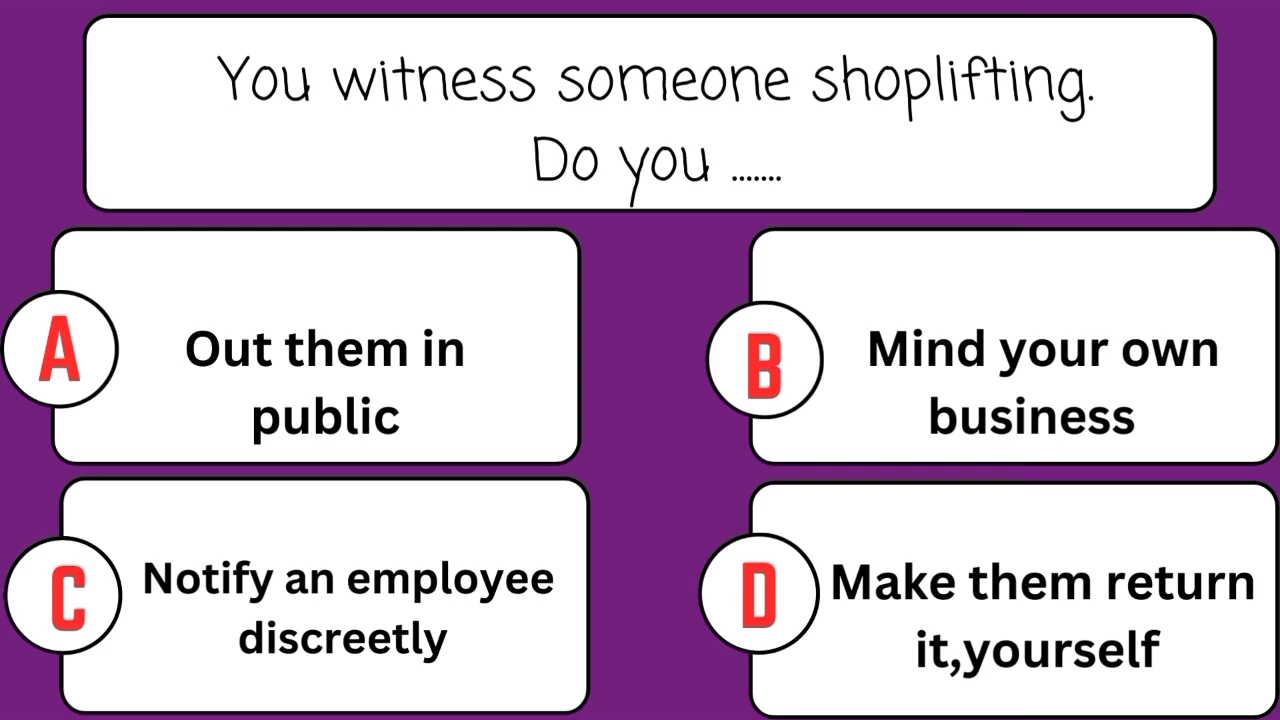 You witness someone shoplifting.
Do you .......
A
Out them in
public
B
Mind your own
business
C
Notify an employee
discreetly
D
Make them return
it,yourself